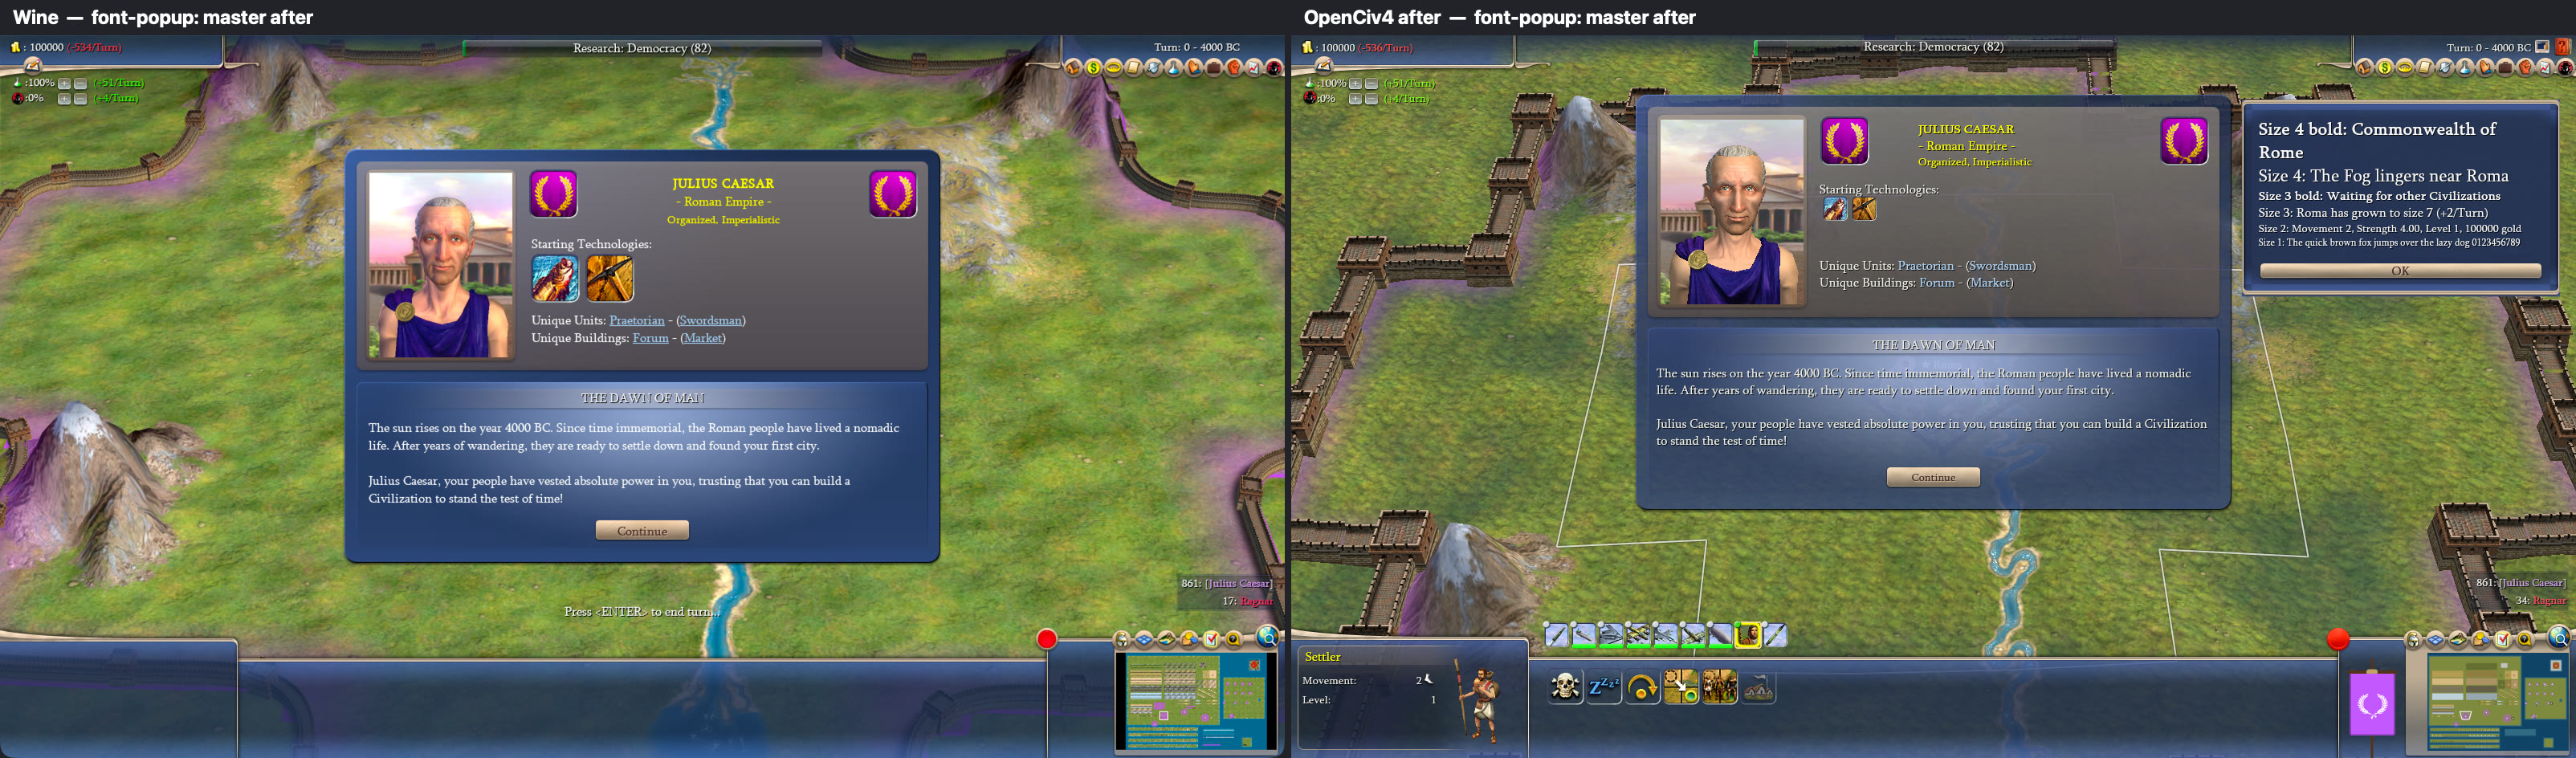 Wine — font-popup: master after
: 100000 (-534/Turn)
Research: Democracy (82)
Turn: 0 - 4000 BC
:100% (+51/Turn)
:0% (+4/Turn)
JULIUS CAESAR
- Roman Empire -
Organized, Imperialistic
Starting Technologies:
Unique Units: Praetorian - (Swordsman)
Unique Buildings: Forum - (Market)
THE DAWN OF MAN
The sun rises on the year 4000 BC. Since time immemorial, the Roman people have lived a nomadic
life. After years of wandering, they are ready to settle down and found your first city.
Julius Caesar, your people have vested absolute power in you, trusting that you can build a
Civilization to stand the test of time!
Continue
861: [Julius Caesar]
17: Ragnar
Press <ENTER> to end turn...
OpenCiv4 after — font-popup: master after
: 100000 (-536/Turn)
Research: Democracy (82)
Turn: 0 - 4000 BC
:100% (+51/Turn)
:0% (+4/Turn)
JULIUS CAESAR
- Roman Empire -
Organized, Imperialistic
Starting Technologies:
Unique Units: Praetorian - (Swordsman)
Unique Buildings: Forum - (Market)
THE DAWN OF MAN
The sun rises on the year 4000 BC. Since time immemorial, the Roman people have lived a nomadic
life. After years of wandering, they are ready to settle down and found your first city.
Julius Caesar, your people have vested absolute power in you, trusting that you can build a Civilization
to stand the test of time!
Continue
Size 4 bold: Commonwealth of
Rome
Size 4: The Fog lingers near Roma
Size 3 bold: Waiting for other Civilizations
Size 3: Roma has grown to size 7 (+2/Turn)
Size 2: Movement 2, Strength 4.00, Level 1, 100000 gold
Size 1: The quick brown fox jumps over the lazy dog 0123456789
OK
861: [Julius Caesar]
34: Ragnar
Settler
Movement: 2
Level: 1
ZZZZ